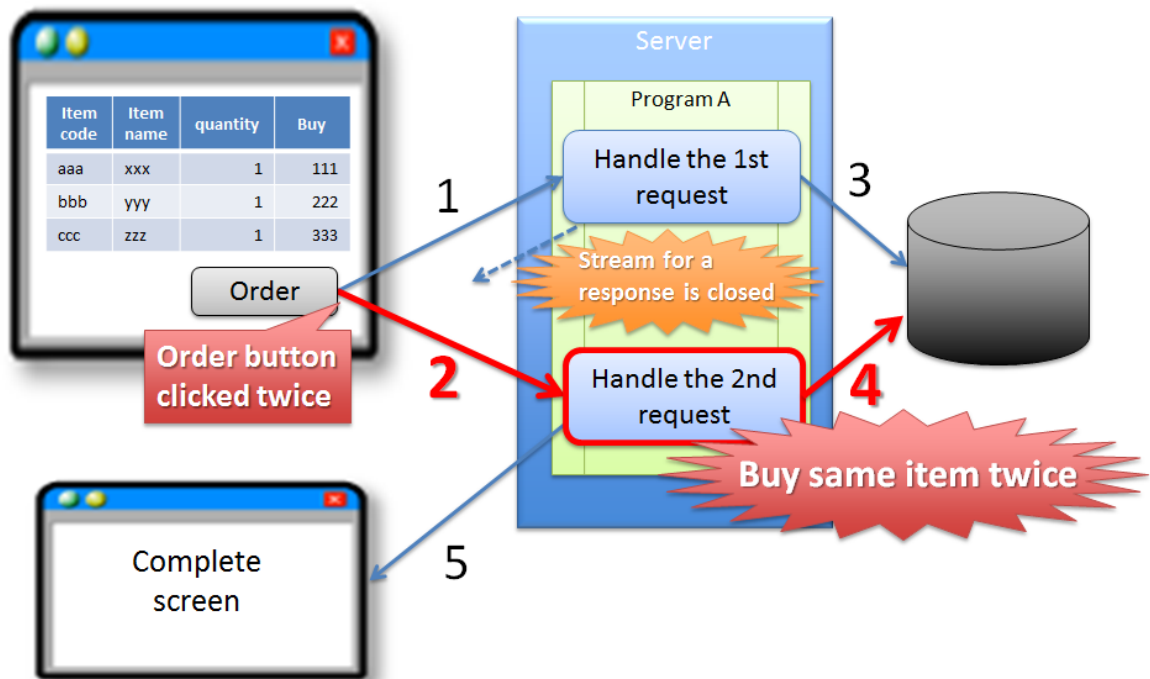 Server
Program A
Item code
Item name
quantity
Buy
aaa xxx 1 111
bbb yyy 1 222
ccc zzz 1 333
Order
Order button
clicked twice
1
2
Handle the 1st
request
Stream for a
response is closed
Handle the 2nd
request
3
4
Buy same item twice
5
Complete
screen